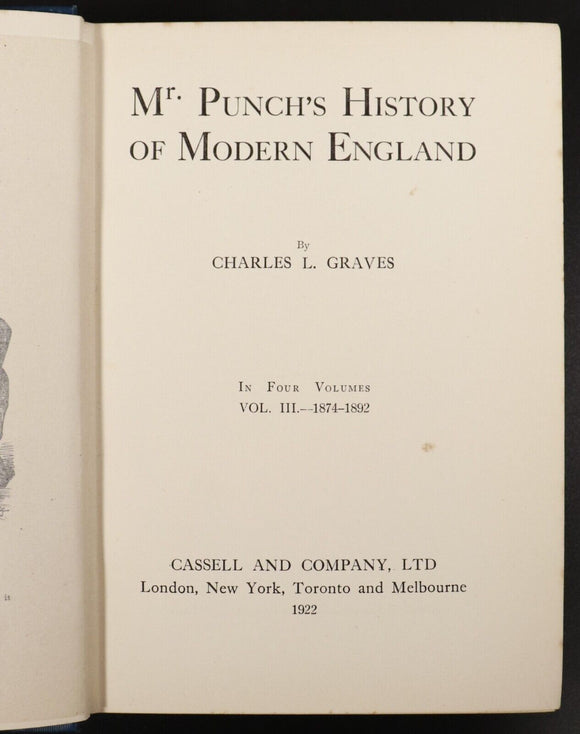 Mr. PUNCH'S HISTORY
OF MODERN ENGLAND
By
CHARLES L. GRAVES
IN FOUR VOLUMES
VOL. III.—1874-1892
CASSELL AND COMPANY, LTD
London, New York, Toronto and Melbourne
1922
it